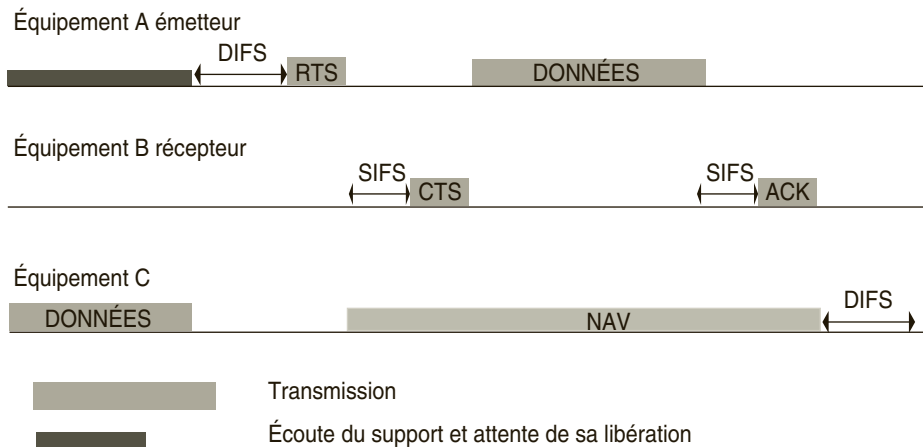 Équipement A émetteur
DIFS
RTS
DONNÉES
Équipement B récepteur
SIFS
CTS
SIFS
ACK
Équipement C
DONNÉES
NAV
DIFS
Transmission
Écoute du support et attente de sa libération